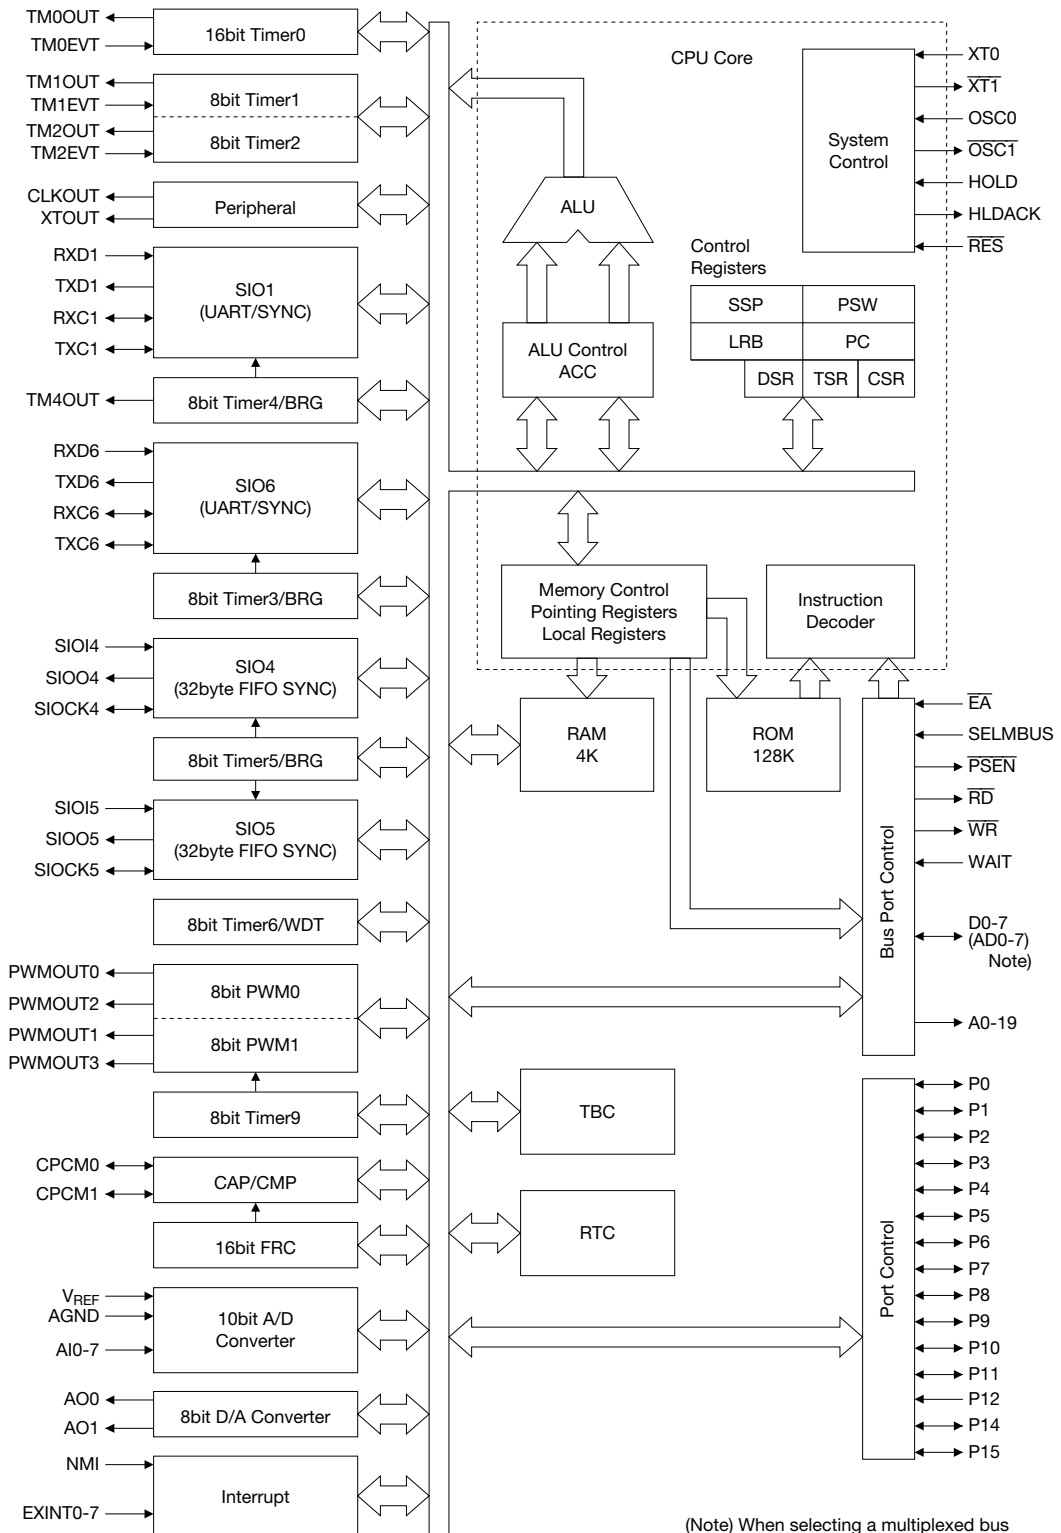 TM0OUT
TM0EVT
16bit Timer0
TM1OUT
TM1EVT
TM2OUT
TM2EVT
8bit Timer1
8bit Timer2
CLKOUT
XTOUT
Peripheral
RXD1
TXD1
RXC1
TXC1
SIO1
(UART/SYNC)
TM4OUT
8bit Timer4/BRG
RXD6
TXD6
RXC6
TXC6
SIO6
(UART/SYNC)
8bit Timer3/BRG
SIOI4
SIOO4
SIOCK4
SIO4
(32byte FIFO SYNC)
8bit Timer5/BRG
SIOI5
SIOO5
SIOCK5
SIO5
(32byte FIFO SYNC)
8bit Timer6/WDT
PWMOUT0
PWMOUT2
PWMOUT1
PWMOUT3
8bit PWM0
8bit PWM1
8bit Timer9
CPCM0
CPCM1
CAP/CMP
16bit FRC
VREF
AGND
AI0-7
10bit A/D
Converter
AO0
AO1
8bit D/A Converter
NMI
EXINT0-7
Interrupt
CPU Core
ALU
ALU Control
ACC
System
Control
XT0
XT1
OSC0
OSC1
HOLD
HLDACK
RES
Control
Registers
SSP
PSW
LRB
PC
DSR
TSR
CSR
Memory Control
Pointing Registers
Local Registers
Instruction
Decoder
RAM
4K
ROM
128K
Bus Port Control
EA
SELMBUS
PSEN
RD
WR
WAIT
D0-7
(AD0-7)
Note)
A0-19
TBC
RTC
Port Control
P0
P1
P2
P3
P4
P5
P6
P7
P8
P9
P10
P11
P12
P14
P15
(Note) When selecting a multiplexed bus